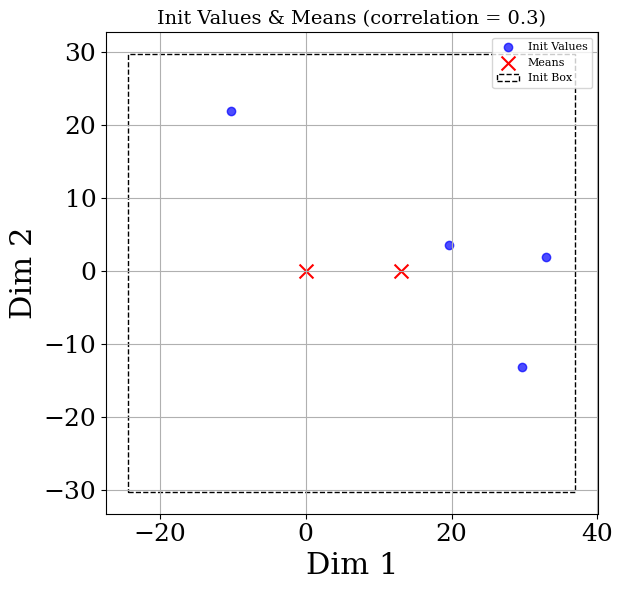 Init Values & Means (correlation = 0.3)
Init Values
Means
Init Box
30
20
10
0
−10
−20
−30
Dim 2
−20
0
20
40
Dim 1